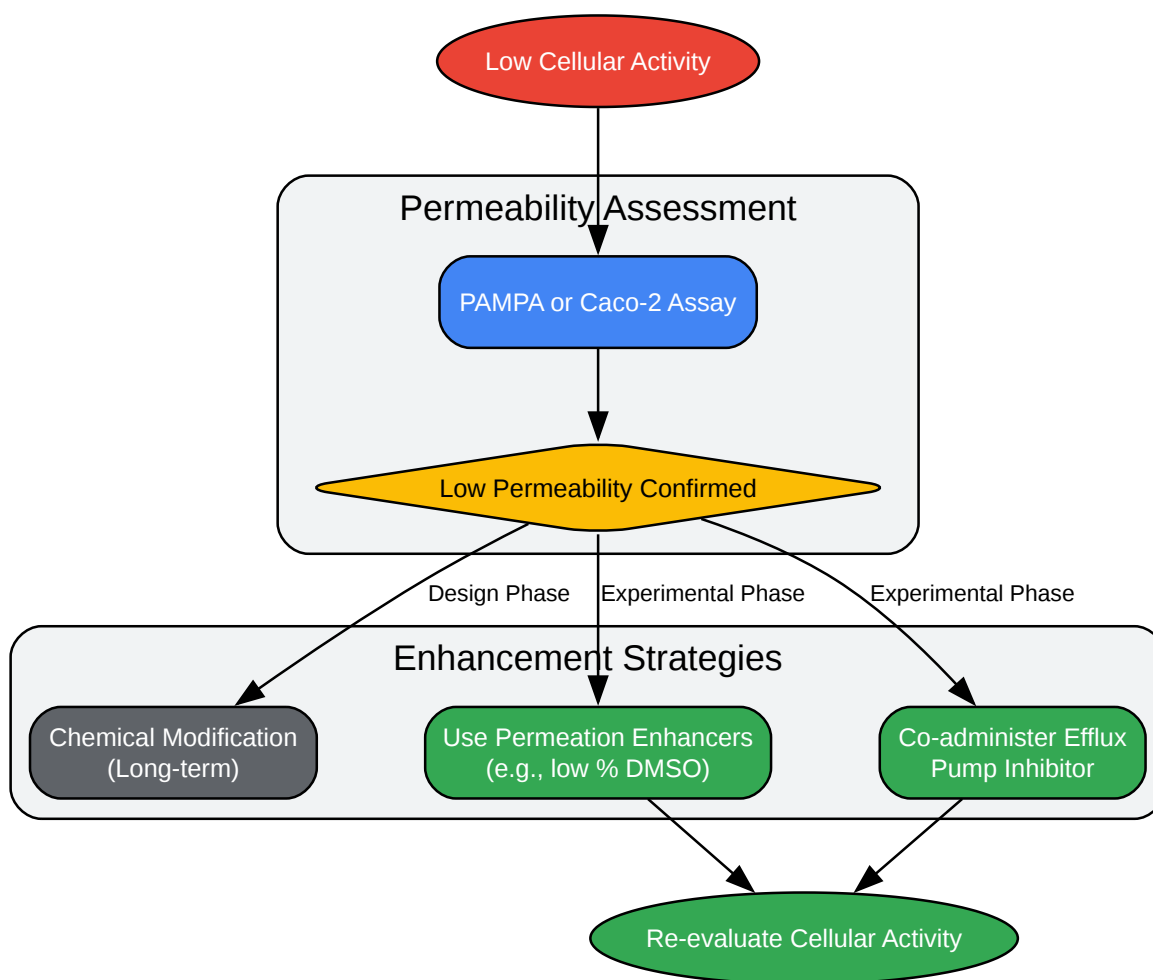 Low Cellular Activity
Permeability Assessment
PAMPA or Caco-2 Assay
Low Permeability Confirmed
Design Phase
Experimental Phase
Experimental Phase
Enhancement Strategies
Chemical Modification
(Long-term)
Use Permeation Enhancers
(e.g., low % DMSO)
Co-administer Efflux
Pump Inhibitor
Re-evaluate Cellular Activity